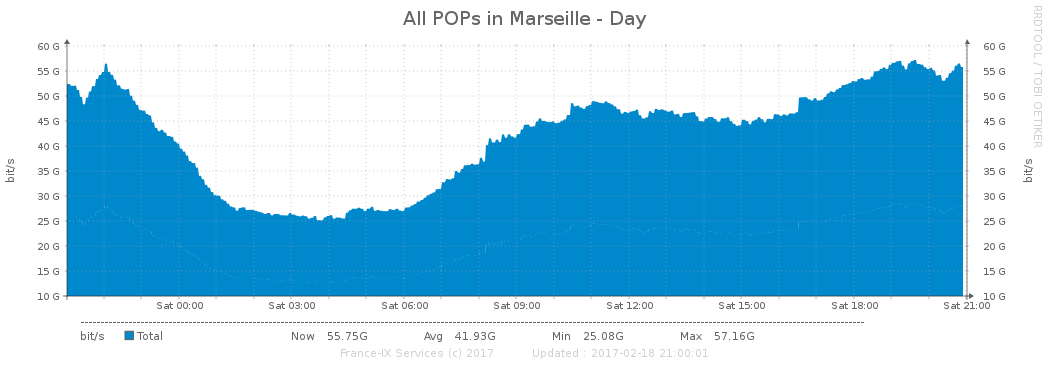 All POPs in Marseille - Day
RRDTOOL / TOBI OETIKER
bit/s
60 G
55 G
50 G
45 G
40 G
35 G
30 G
25 G
20 G
15 G
10 G
60 G
55 G
50 G
45 G
40 G
35 G
30 G
25 G
20 G
15 G
10 G
bit/s
Sat 00:00 Sat 03:00 Sat 06:00 Sat 09:00 Sat 12:00 Sat 15:00 Sat 18:00 Sat 21:00
bit/s Total Now 55.75G Avg 41.93G Min 25.08G Max 57.16G
France-IX Services (c) 2017 Updated : 2017-02-18 21:00:01